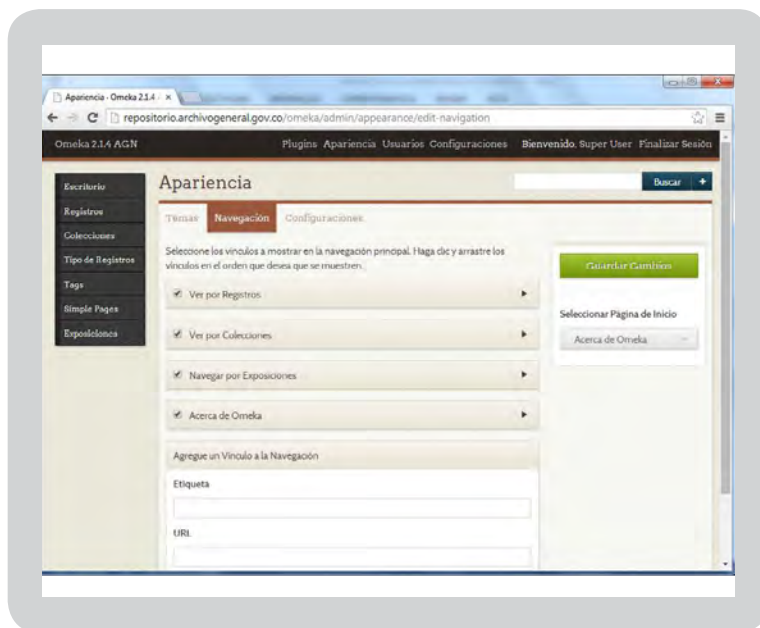 Apariencia - Omeka 2.1.4
repositorio.archivogeneral.gov.co/omeka/admin/appearance/edit-navigation
Omeka 2.1.4 AGN
Plugins Apariencia Usuarios Configuraciones Bienvenido, Super User Finalizar Sesión
Escritorio
Registros
Colecciones
Tipo de Registros
Tags
Simple Pages
Exposiciones
Apariencia
Buscar +
Temas Navegación Configuraciones
Seleccione los vínculos a mostrar en la navegación principal. Haga clic y arrastre los
vínculos en el orden que desea que se muestren.
Ver por Registros
Ver por Colecciones
Navegar por Exposiciones
Acerca de Omeka
Agregue un Vinculo a la Navegación
Etiqueta
URL
Guardar Cambios
Seleccionar Página de Inicio
Acerca de Omeka